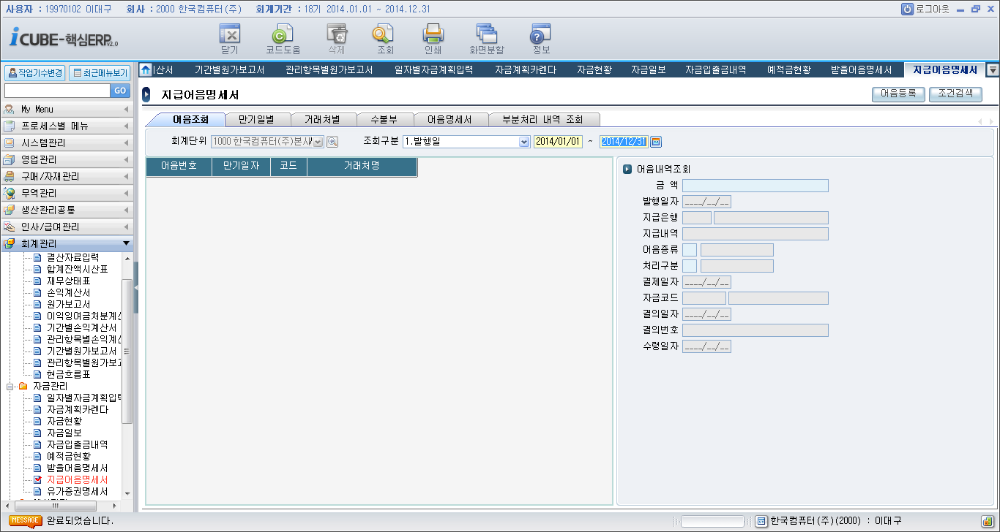 사용자 : 19970102 이대구 회사 : 2000 한국컴퓨터(주) 회계기간 : 18기 2014.01.01 ~ 2014.12.31 로그아웃
iCUBE-핵심ERP v2.0
닫기 코드도움 삭제 조회 인쇄 화면분할 정보
작업기수변경 최근메뉴보기
산서 기간별원가보고서 관리항목별원가보고서 일자별자금계획입력 자금계획카렌다 자금현황 자금일보 자금입출금내역 예적금현황 받을어음명세서 지급어음명세서
GO
지급어음명세서 어음등록 조건검색
My Menu
프로세스별 메뉴
시스템관리
영업관리
구매/자재관리
무역관리
생산관리공통
인사/급여관리
회계관리
결산자료입력
합계잔액시산표
재무상태표
손익계산서
원가보고서
이익잉여금처분계산
기간별손익계산서
관리항목별손익계산
기간별원가보고서
관리항목별원가보고
현금흐름표
자금관리
일자별자금계획입력
자금계획카렌다
자금현황
자금일보
자금입출금내역
예적금현황
받을어음명세서
지급어음명세서
유가증권명세서
어음조회 만기일별 거래처별 수불부 어음명세서 부분처리 내역 조회
회계단위 1000 한국컴퓨터(주)본사 조회구분 1.발행일 2014/01/01 ~ 2014/12/31
어음번호 만기일자 코드 거래처명
어음내역조회
금 액
발행일자 ____/__/__
지급은행
지급내역
어음종류
처리구분
결제일자 ____/__/__
자금코드
결의일자 ____/__/__
결의번호
수령일자 ____/__/__
MESSAGE 완료되었습니다. 한국컴퓨터(주)(2000) : 이대구